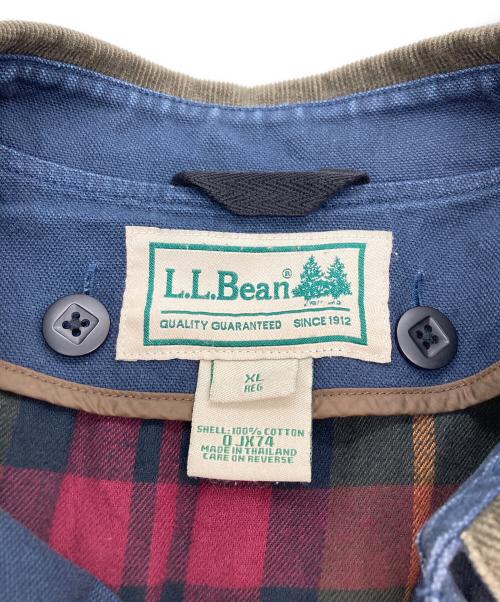 L.L.Bean®
QUALITY GUARANTEED SINCE 1912
XL
REG
SHELL: 100% COTTON
0 JX74
MADE IN THAILAND
CARE ON REVERSE